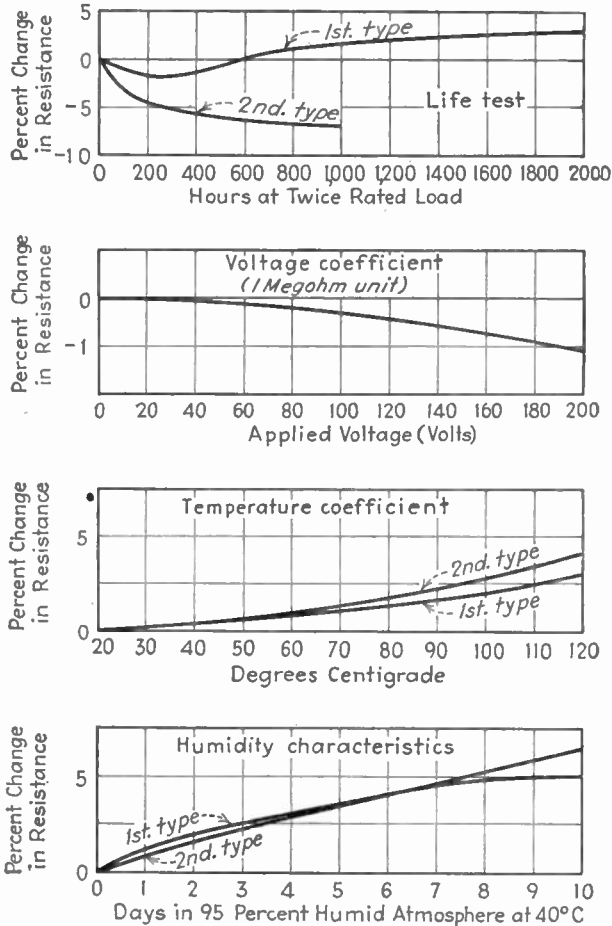 Percent Change
in Resistance
5
0
-5
-10
1st. type
2nd. type
Life test
0 200 400 600 800 1,000 1,200 1400 1600 1800 2000
Hours at Twice Rated Load
Percent Change
in Resistance
0
-1
Voltage coefficient
(1 Megohm unit)
0 20 40 60 80 100 120 140 160 180 200
Applied Voltage (Volts)
Percent Change
in Resistance
5
0
Temperature coefficient
2nd. type
1st. type
20 30 40 50 60 70 80 90 100 110 120
Degrees Centigrade
Percent Change
in Resistance
5
0
Humidity characteristics
1st. type
2nd. type
0 1 2 3 4 5 6 7 8 9 10
Days in 95 Percent Humid Atmosphere at 40°C